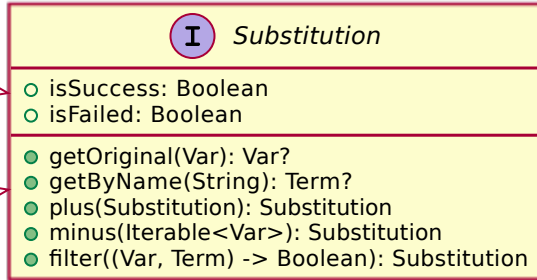 I Substitution
isSuccess: Boolean
isFailed: Boolean
getOriginal(Var): Var?
getByName(String): Term?
plus(Substitution): Substitution
minus(Iterable<Var>): Substitution
filter((Var, Term) -> Boolean): Substitution